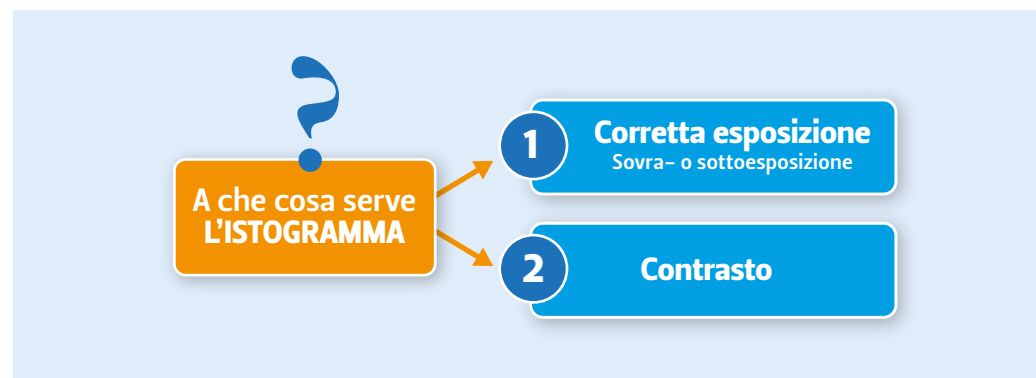 ?
A che cosa serve
L'ISTOGRAMMA
1
Corretta esposizione
Sovra– o sottoesposizione
2
Contrasto